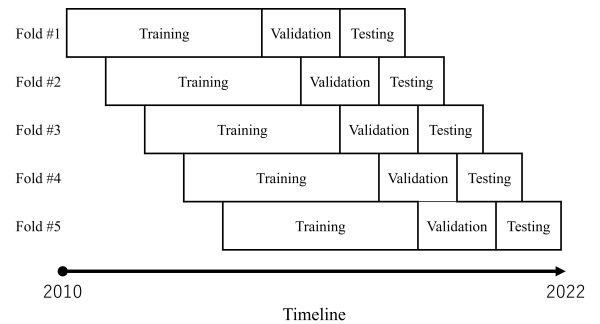 Fold #1 Training Validation Testing
Fold #2 Training Validation Testing
Fold #3 Training Validation Testing
Fold #4 Training Validation Testing
Fold #5 Training Validation Testing
2010 2022
Timeline